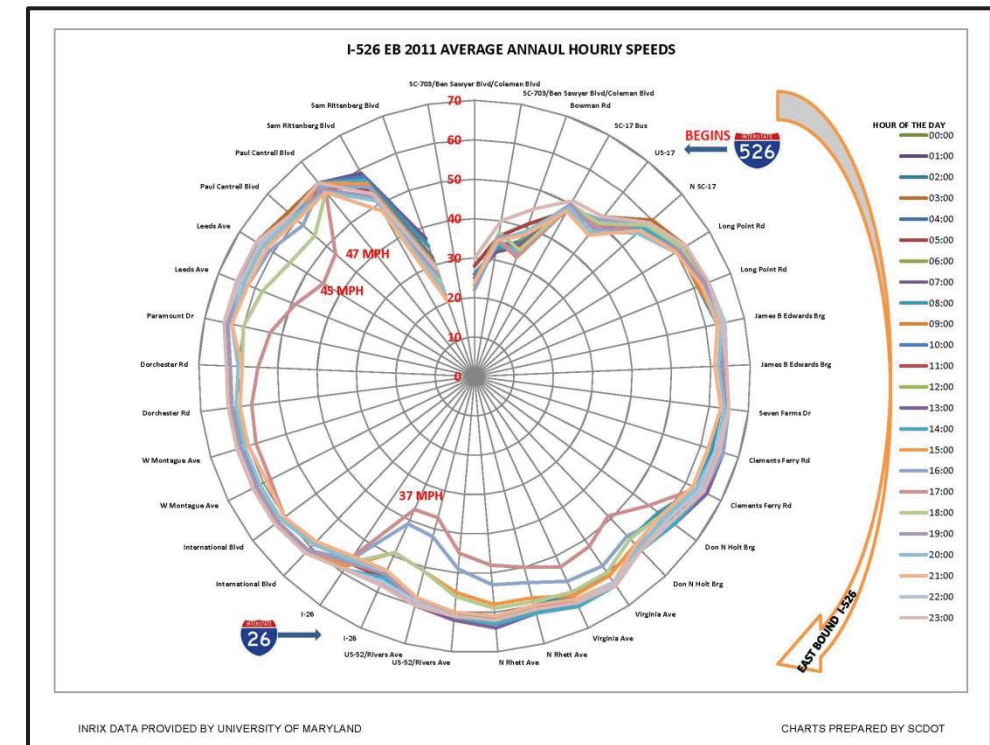 I-526 EB 2011 AVERAGE ANNAUL HOURLY SPEEDS
SC-703/Ben Sawyer Blvd/Coleman Blvd
SC-703/Ben Sawyer Blvd/Coleman Blvd
Bowman Rd
SC-17 Bus
US-17
N SC-17
Long Point Rd
Long Point Rd
James B Edwards Brg
James B Edwards Brg
Seven Farms Dr
Clements Ferry Rd
Clements Ferry Rd
Don N Holt Brg
Don N Holt Brg
Virginia Ave
Virginia Ave
N Rhett Ave
N Rhett Ave
US-52/Rivers Ave
US-52/Rivers Ave
I-26
I-26
International Blvd
International Blvd
W Montague Ave
W Montague Ave
Dorchester Rd
Dorchester Rd
Paramount Dr
Leeds Ave
Leeds Ave
Paul Cantrell Blvd
Paul Cantrell Blvd
Sam Rittenberg Blvd
Sam Rittenberg Blvd
70
60
50
40
30
20
10
0
47 MPH
45 MPH
37 MPH
BEGINS
INTERSTATE
526
INTERSTATE
26
HOUR OF THE DAY
00:00
01:00
02:00
03:00
04:00
05:00
06:00
07:00
08:00
09:00
10:00
11:00
12:00
13:00
14:00
15:00
16:00
17:00
18:00
19:00
20:00
21:00
22:00
23:00
EAST BOUND I-526
INRIX DATA PROVIDED BY UNIVERSITY OF MARYLAND
CHARTS PREPARED BY SCDOT